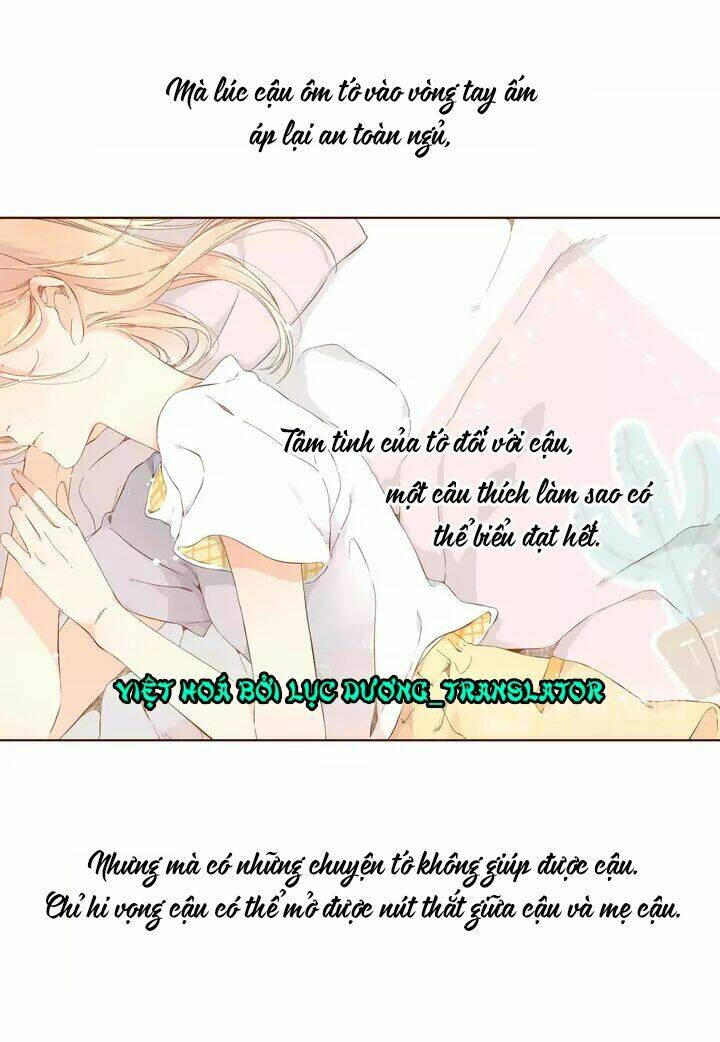 Mà lúc cậu ôm tớ vào vòng tay ấm
áp lại an toàn ngủ,
Tâm tình của tớ đối với cậu,
một câu thích làm sao có
thể biểu đạt hết.
VIỆT HOÁ BỞI LỤC DƯƠNG_TRANSLATOR
Nhưng mà có những chuyện tớ không giúp được cậu.
Chỉ hi vọng cậu có thể mở được nút thắt giữa cậu và mẹ cậu.